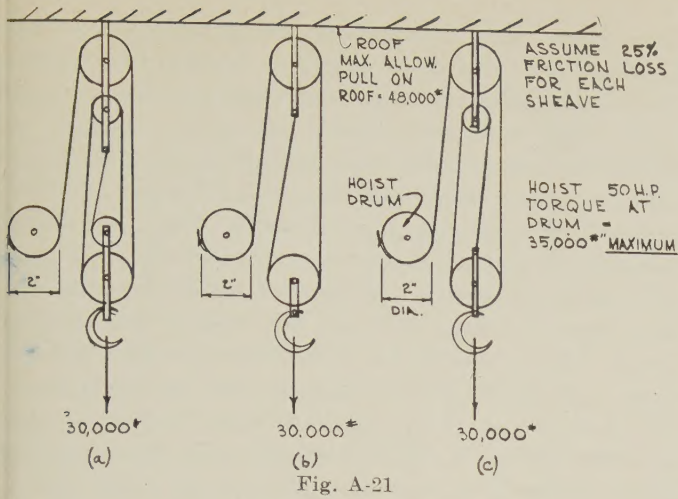 ROOF
MAX. ALLOW.
PULL ON
ROOF = 48,000#
ASSUME 25%
FRICTION LOSS
FOR EACH
SHEAVE
HOIST
DRUM
HOIST 50 H.P.
TORQUE AT
DRUM =
35,000#" MAXIMUM
2"
2"
2"
DIA.
30,000#
30.000#
30,000#
(a)
(b)
(c)
Fig. A-21